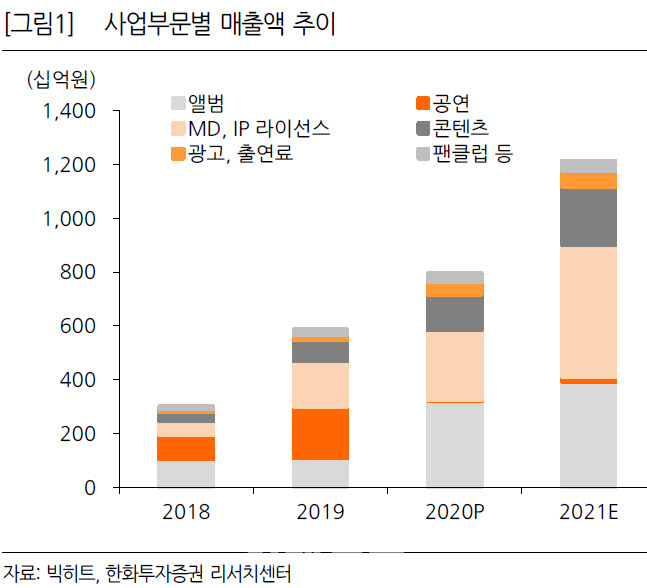 [그림1] 사업부문별 매출액 추이
(십억원)
1,400
1,200
1,000
800
600
400
200
0
앨범
공연
MD, IP 라이선스
콘텐츠
광고, 출연료
팬클럽 등
2018 2019 2020P 2021E
자료: 빅히트, 한화투자증권 리서치센터